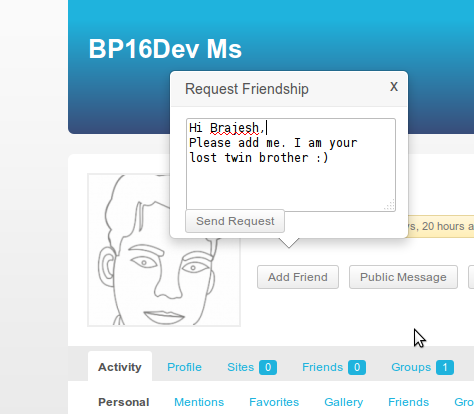 BP16Dev Ms
Request Friendship
X
Hi Brajesh,
Please add me. I am your
lost twin brother :)
Send Request
s, 20 hours a
Add Friend
Public Message
Activity
Profile
Sites 0
Friends 0
Groups 1
Personal
Mentions
Favorites
Gallery
Friends
Gro